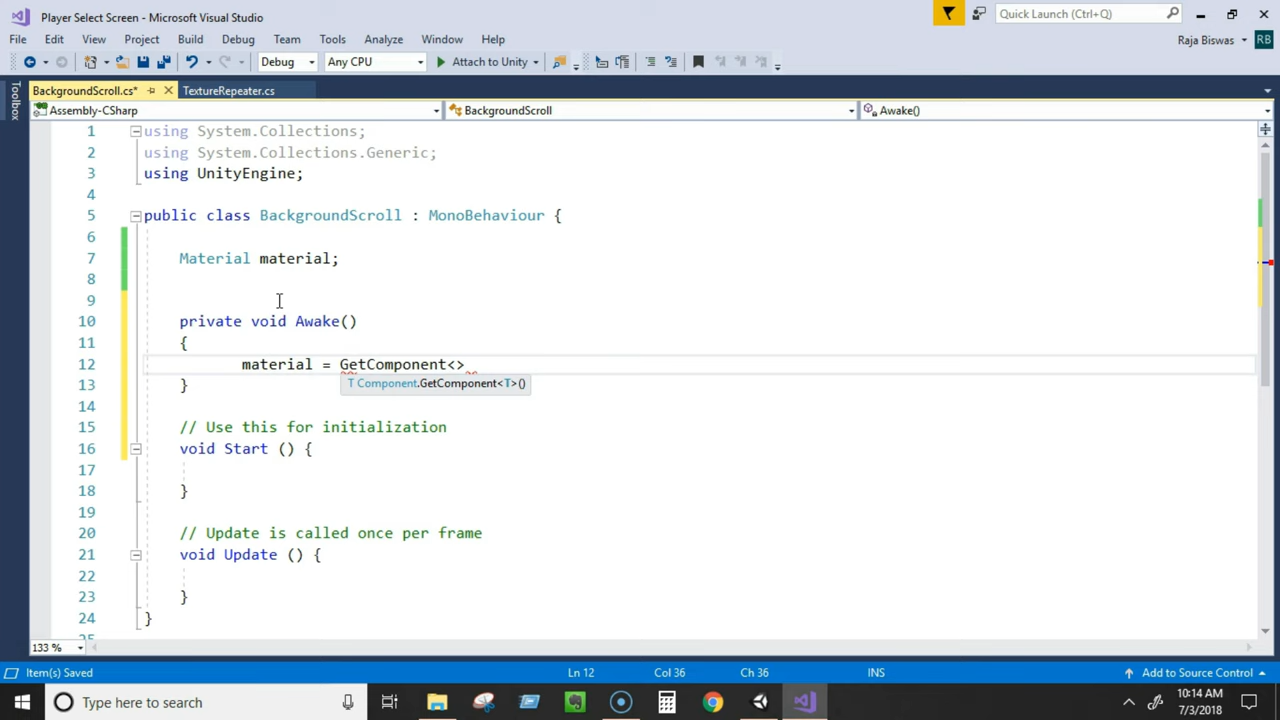 Player Select Screen - Microsoft Visual Studio
Quick Launch (Ctrl+Q)
File Edit View Project Build Debug Team Tools Analyze Window Help
Raja Biswas
RB
Debug Any CPU Attach to Unity
Toolbox
BackgroundScroll.cs* TextureRepeater.cs
Assembly-CSharp BackgroundScroll Awake()
1 using System.Collections;
2 using System.Collections.Generic;
3 using UnityEngine;
4
5 public class BackgroundScroll : MonoBehaviour {
6
7 Material material;
8
9
10 private void Awake()
11 {
12 material = GetComponent<>
T Component.GetComponent<T>()
13 }
14
15 // Use this for initialization
16 void Start () {
17
18 }
19
20 // Update is called once per frame
21 void Update () {
22
23 }
24 }
25
133 %
Item(s) Saved Ln 12 Col 36 Ch 36 INS Add to Source Control
Type here to search
10:14 AM
7/3/2018